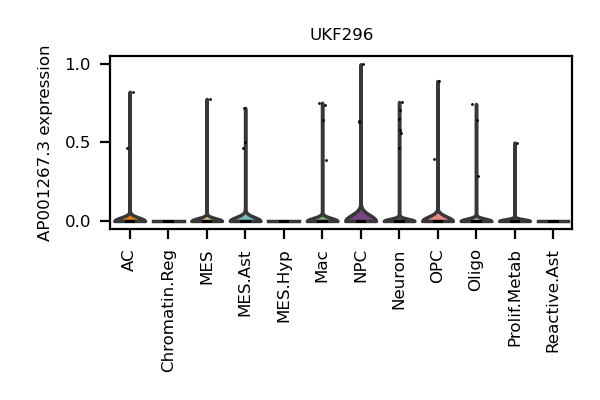 UKF296
AP001267.3 expression
1.0
0.5
0.0
AC
Chromatin.Reg
MES
MES.Ast
MES.Hyp
Mac
NPC
Neuron
OPC
Oligo
Prolif.Metab
Reactive.Ast